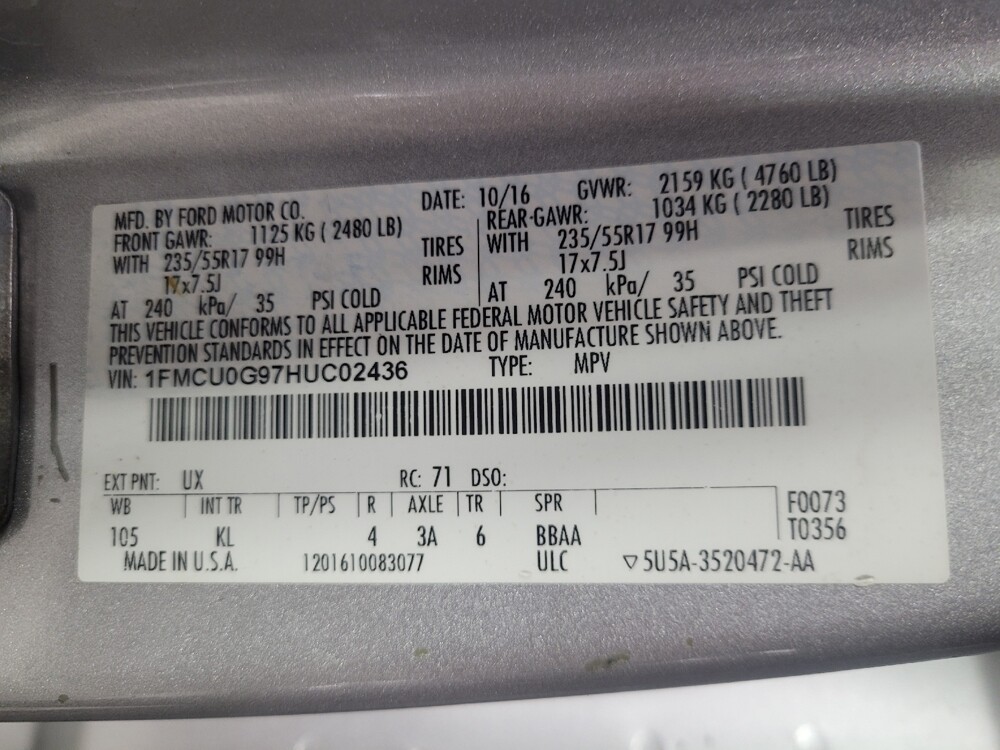 MFD. BY FORD MOTOR CO. DATE: 10/16 GVWR: 2159 KG ( 4760 LB)
FRONT GAWR: 1125 KG ( 2480 LB) REAR GAWR: 1034 KG ( 2280 LB)
WITH 235/55R17 99H TIRES WITH 235/55R17 99H TIRES
17x7.5J RIMS 17x7.5J RIMS
AT 240 kPa/ 35 PSI COLD AT 240 kPa/ 35 PSI COLD
THIS VEHICLE CONFORMS TO ALL APPLICABLE FEDERAL MOTOR VEHICLE SAFETY AND THEFT
PREVENTION STANDARDS IN EFFECT ON THE DATE OF MANUFACTURE SHOWN ABOVE.
VIN: 1FMCU0G97HUC02436 TYPE: MPV
EXT PNT: UX RC: 71 DSO:
WB INT TR TP/PS R AXLE TR SPR F0073
105 KL 4 3A 6 BBAA T0356
MADE IN U.S.A. 1201610083077 ULC ▽5U5A-3520472-AA